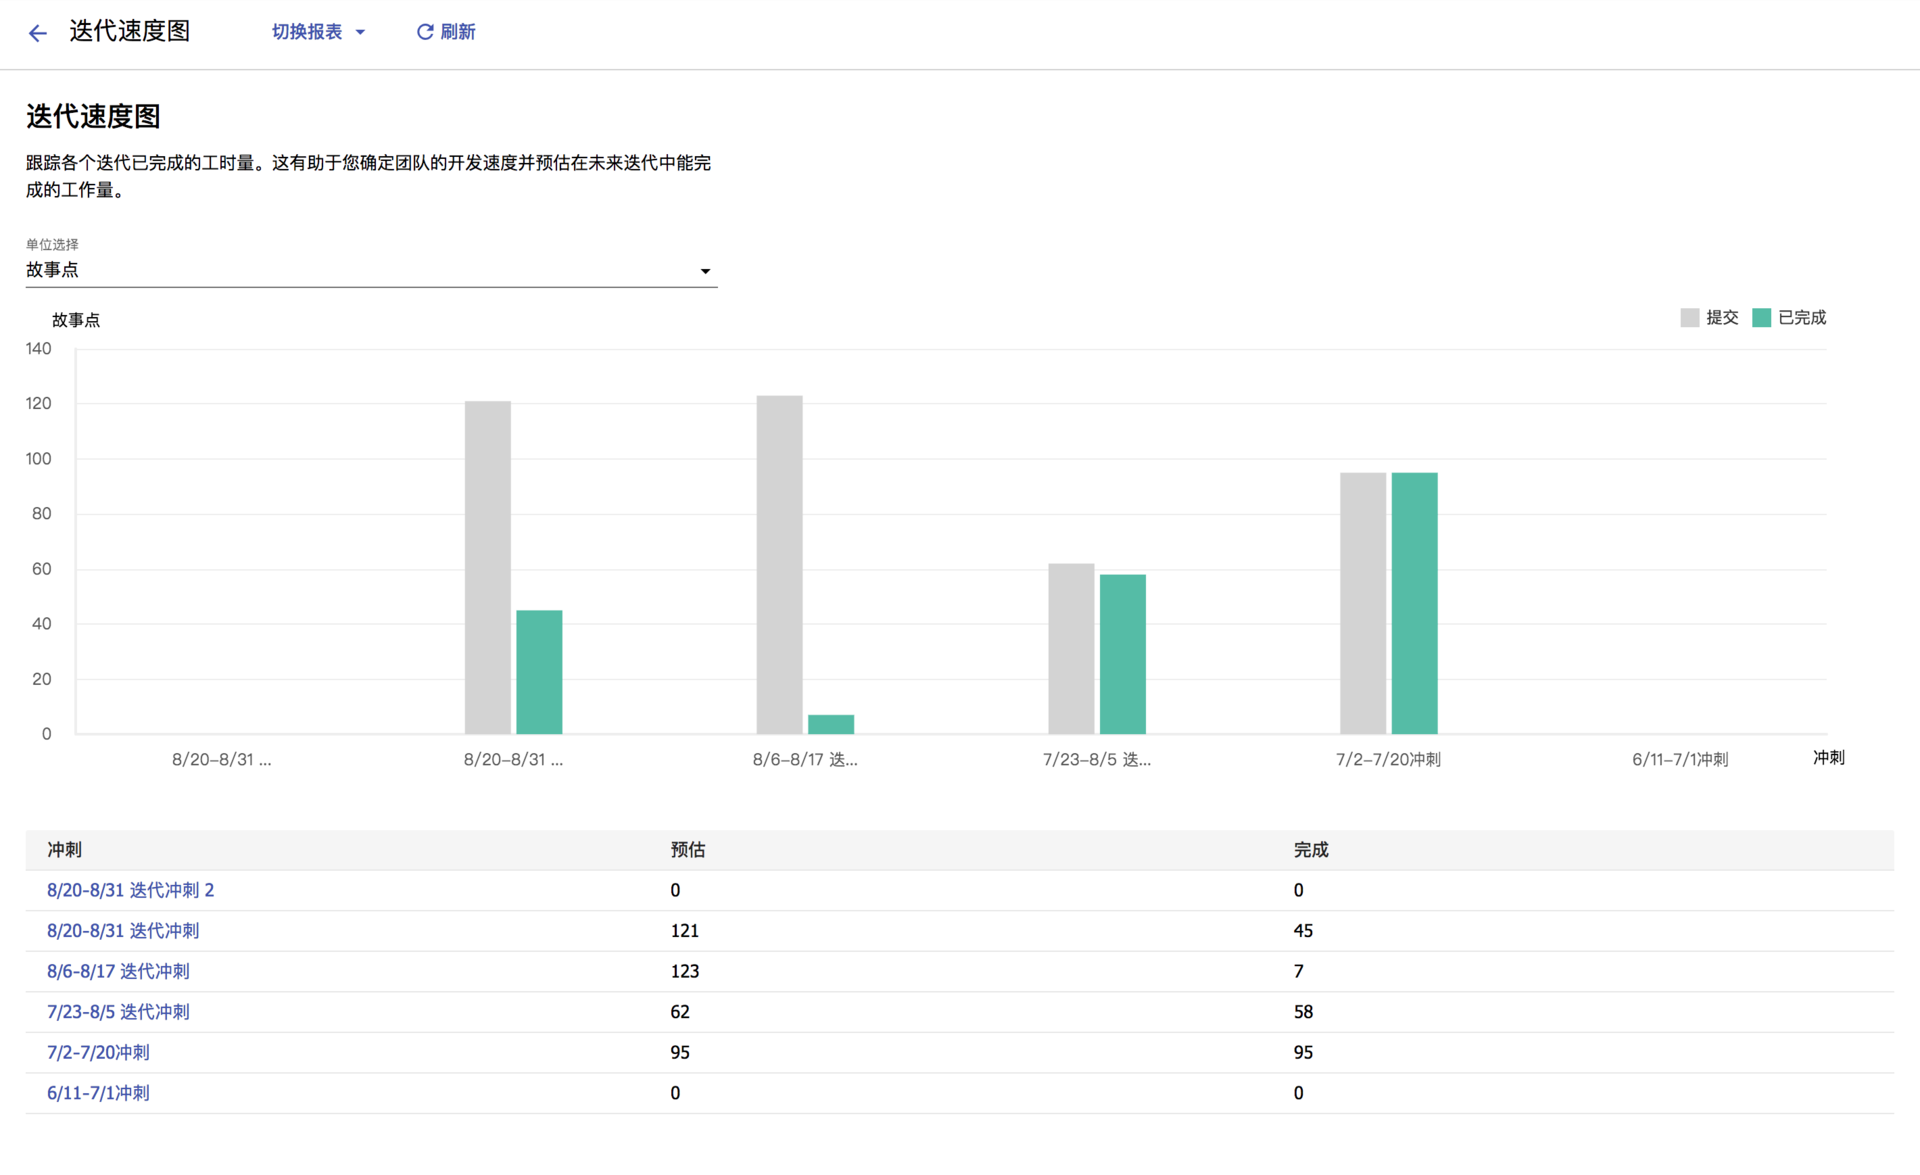 迭代速度图 切换报表 刷新
迭代速度图
跟踪各个迭代已完成的工时量。这有助于您确定团队的开发速度并预估在未来迭代中能完
成的工作量。
单位选择
故事点
故事点
提交 已完成
140
120
100
80
60
40
20
0
8/20–8/31 ... 8/20–8/31 ... 8/6–8/17 迭... 7/23–8/5 迭... 7/2–7/20冲刺 6/11–7/1冲刺 冲刺
冲刺 预估 完成
8/20-8/31 迭代冲刺 2 0 0
8/20-8/31 迭代冲刺 121 45
8/6-8/17 迭代冲刺 123 7
7/23-8/5 迭代冲刺 62 58
7/2-7/20冲刺 95 95
6/11-7/1冲刺 0 0